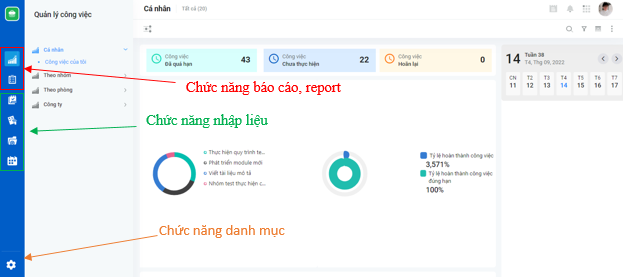 Quản lý công việc
Cá nhân
Tất cả (39)
Cá nhân
Công việc của tôi
Theo nhóm
Theo phòng
Công ty
Công việc
Đã quá hạn
43
Công việc
Chưa thực hiện
22
Công việc
Hoãn lại
0
14
Tuần 38
T4, Thg 09, 2022
CN T2 T3 T4 T5 T6 T7
11 12 13 14 15 16 17
Chức năng báo cáo, report
Chức năng nhập liệu
Thực hiện quy trình te...
Phát triển module mới
Viết tài liệu mô tả
Nhóm test thực hiện c...
Tỷ lệ hoàn thành công việc
3,571%
Tỷ lệ hoàn thành công việc
đúng hạn
100%
Chức năng danh mục